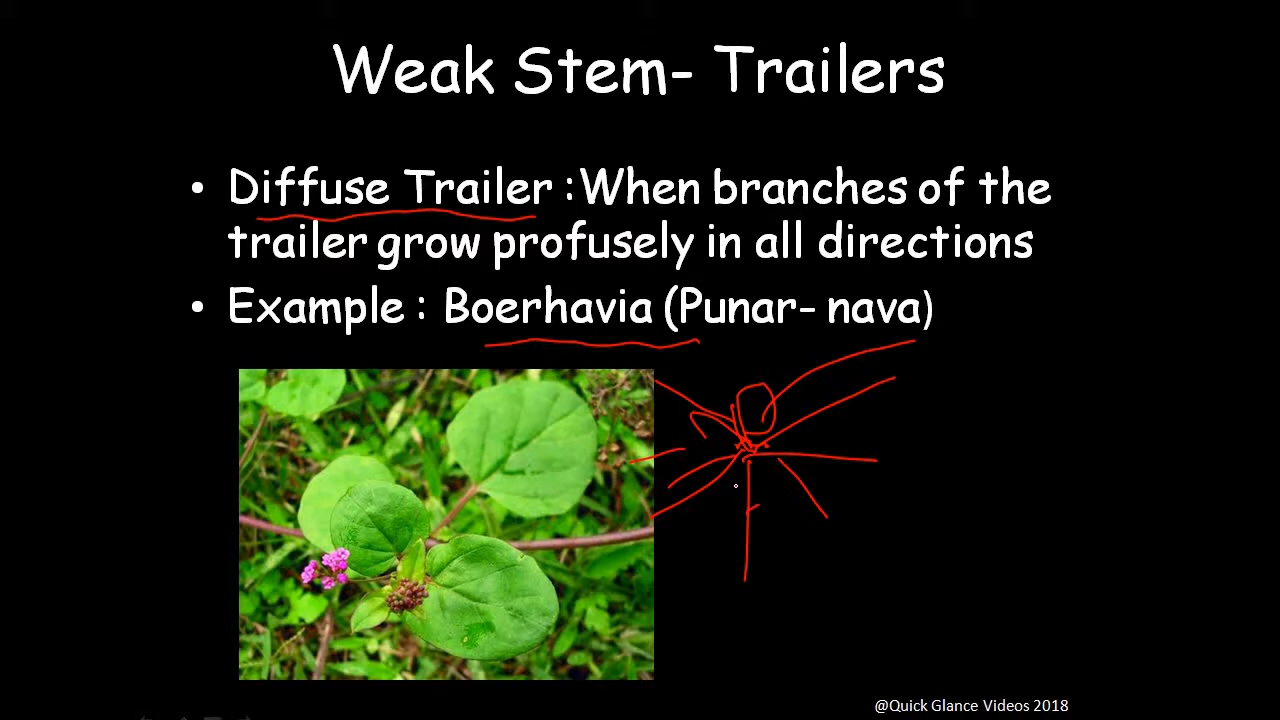 Weak Stem- Trailers
• Diffuse Trailer :When branches of the
trailer grow profusely in all directions
• Example : Boerhavia (Punar- nava)
@Quick Glance Videos 2018